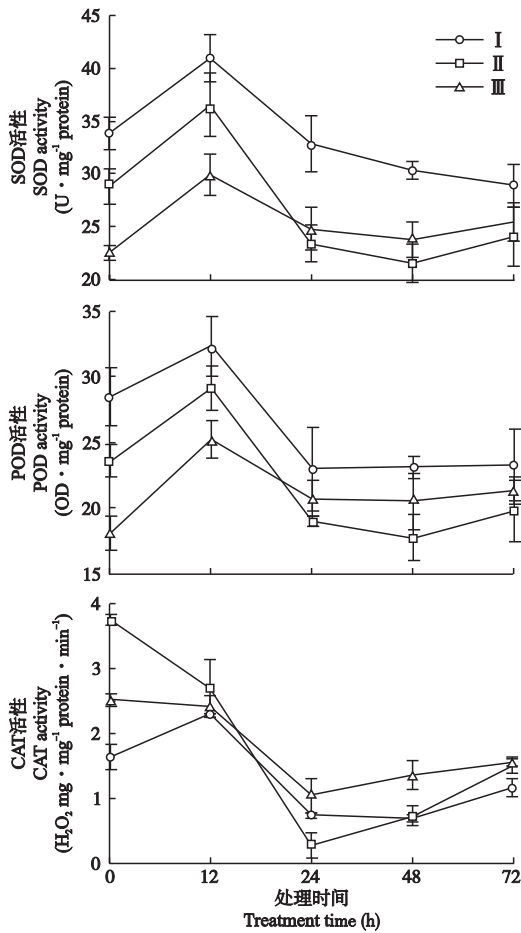 45
40
35
30
25
20
SOD活性
SOD activity
(U·mg⁻¹ protein)
Ⅰ
Ⅱ
Ⅲ
35
30
25
20
15
POD活性
POD activity
(OD·mg⁻¹ protein)
4
3
2
1
0
CAT活性
CAT activity
(H₂O₂ mg·mg⁻¹ protein·min⁻¹)
0 12 24 48 72
处理时间
Treatment time (h)